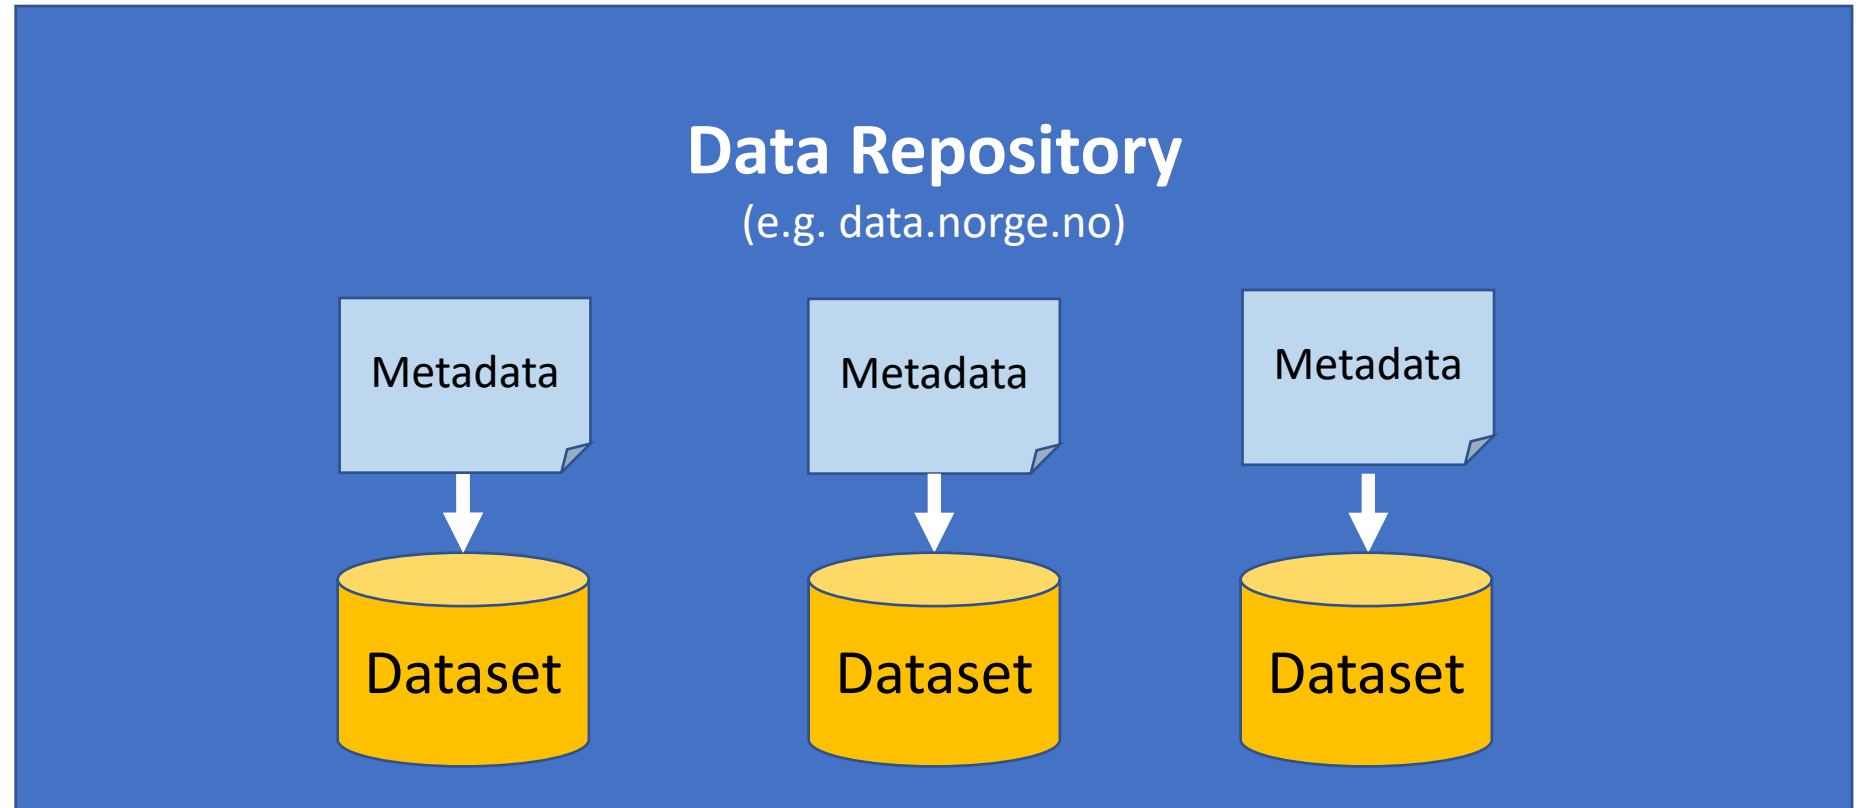 Data Repository
(e.g. data.norge.no)
Metadata
Metadata
Metadata
Dataset
Dataset
Dataset